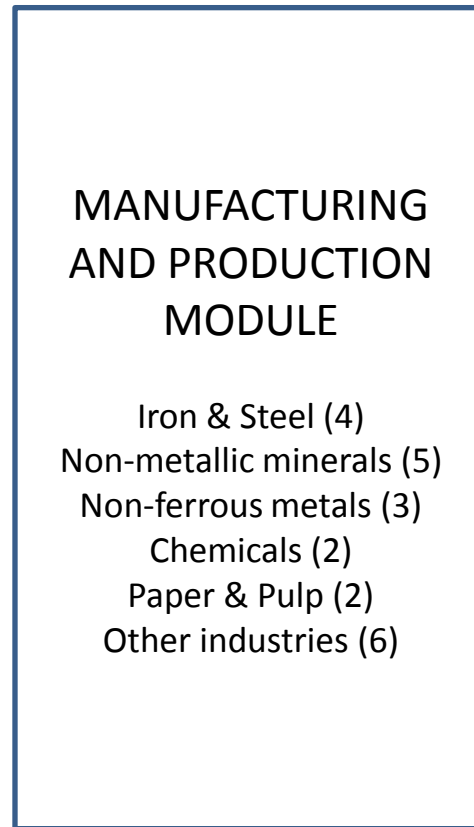 MANUFACTURING
AND PRODUCTION
MODULE
Iron & Steel (4)
Non-metallic minerals (5)
Non-ferrous metals (3)
Chemicals (2)
Paper & Pulp (2)
Other industries (6)